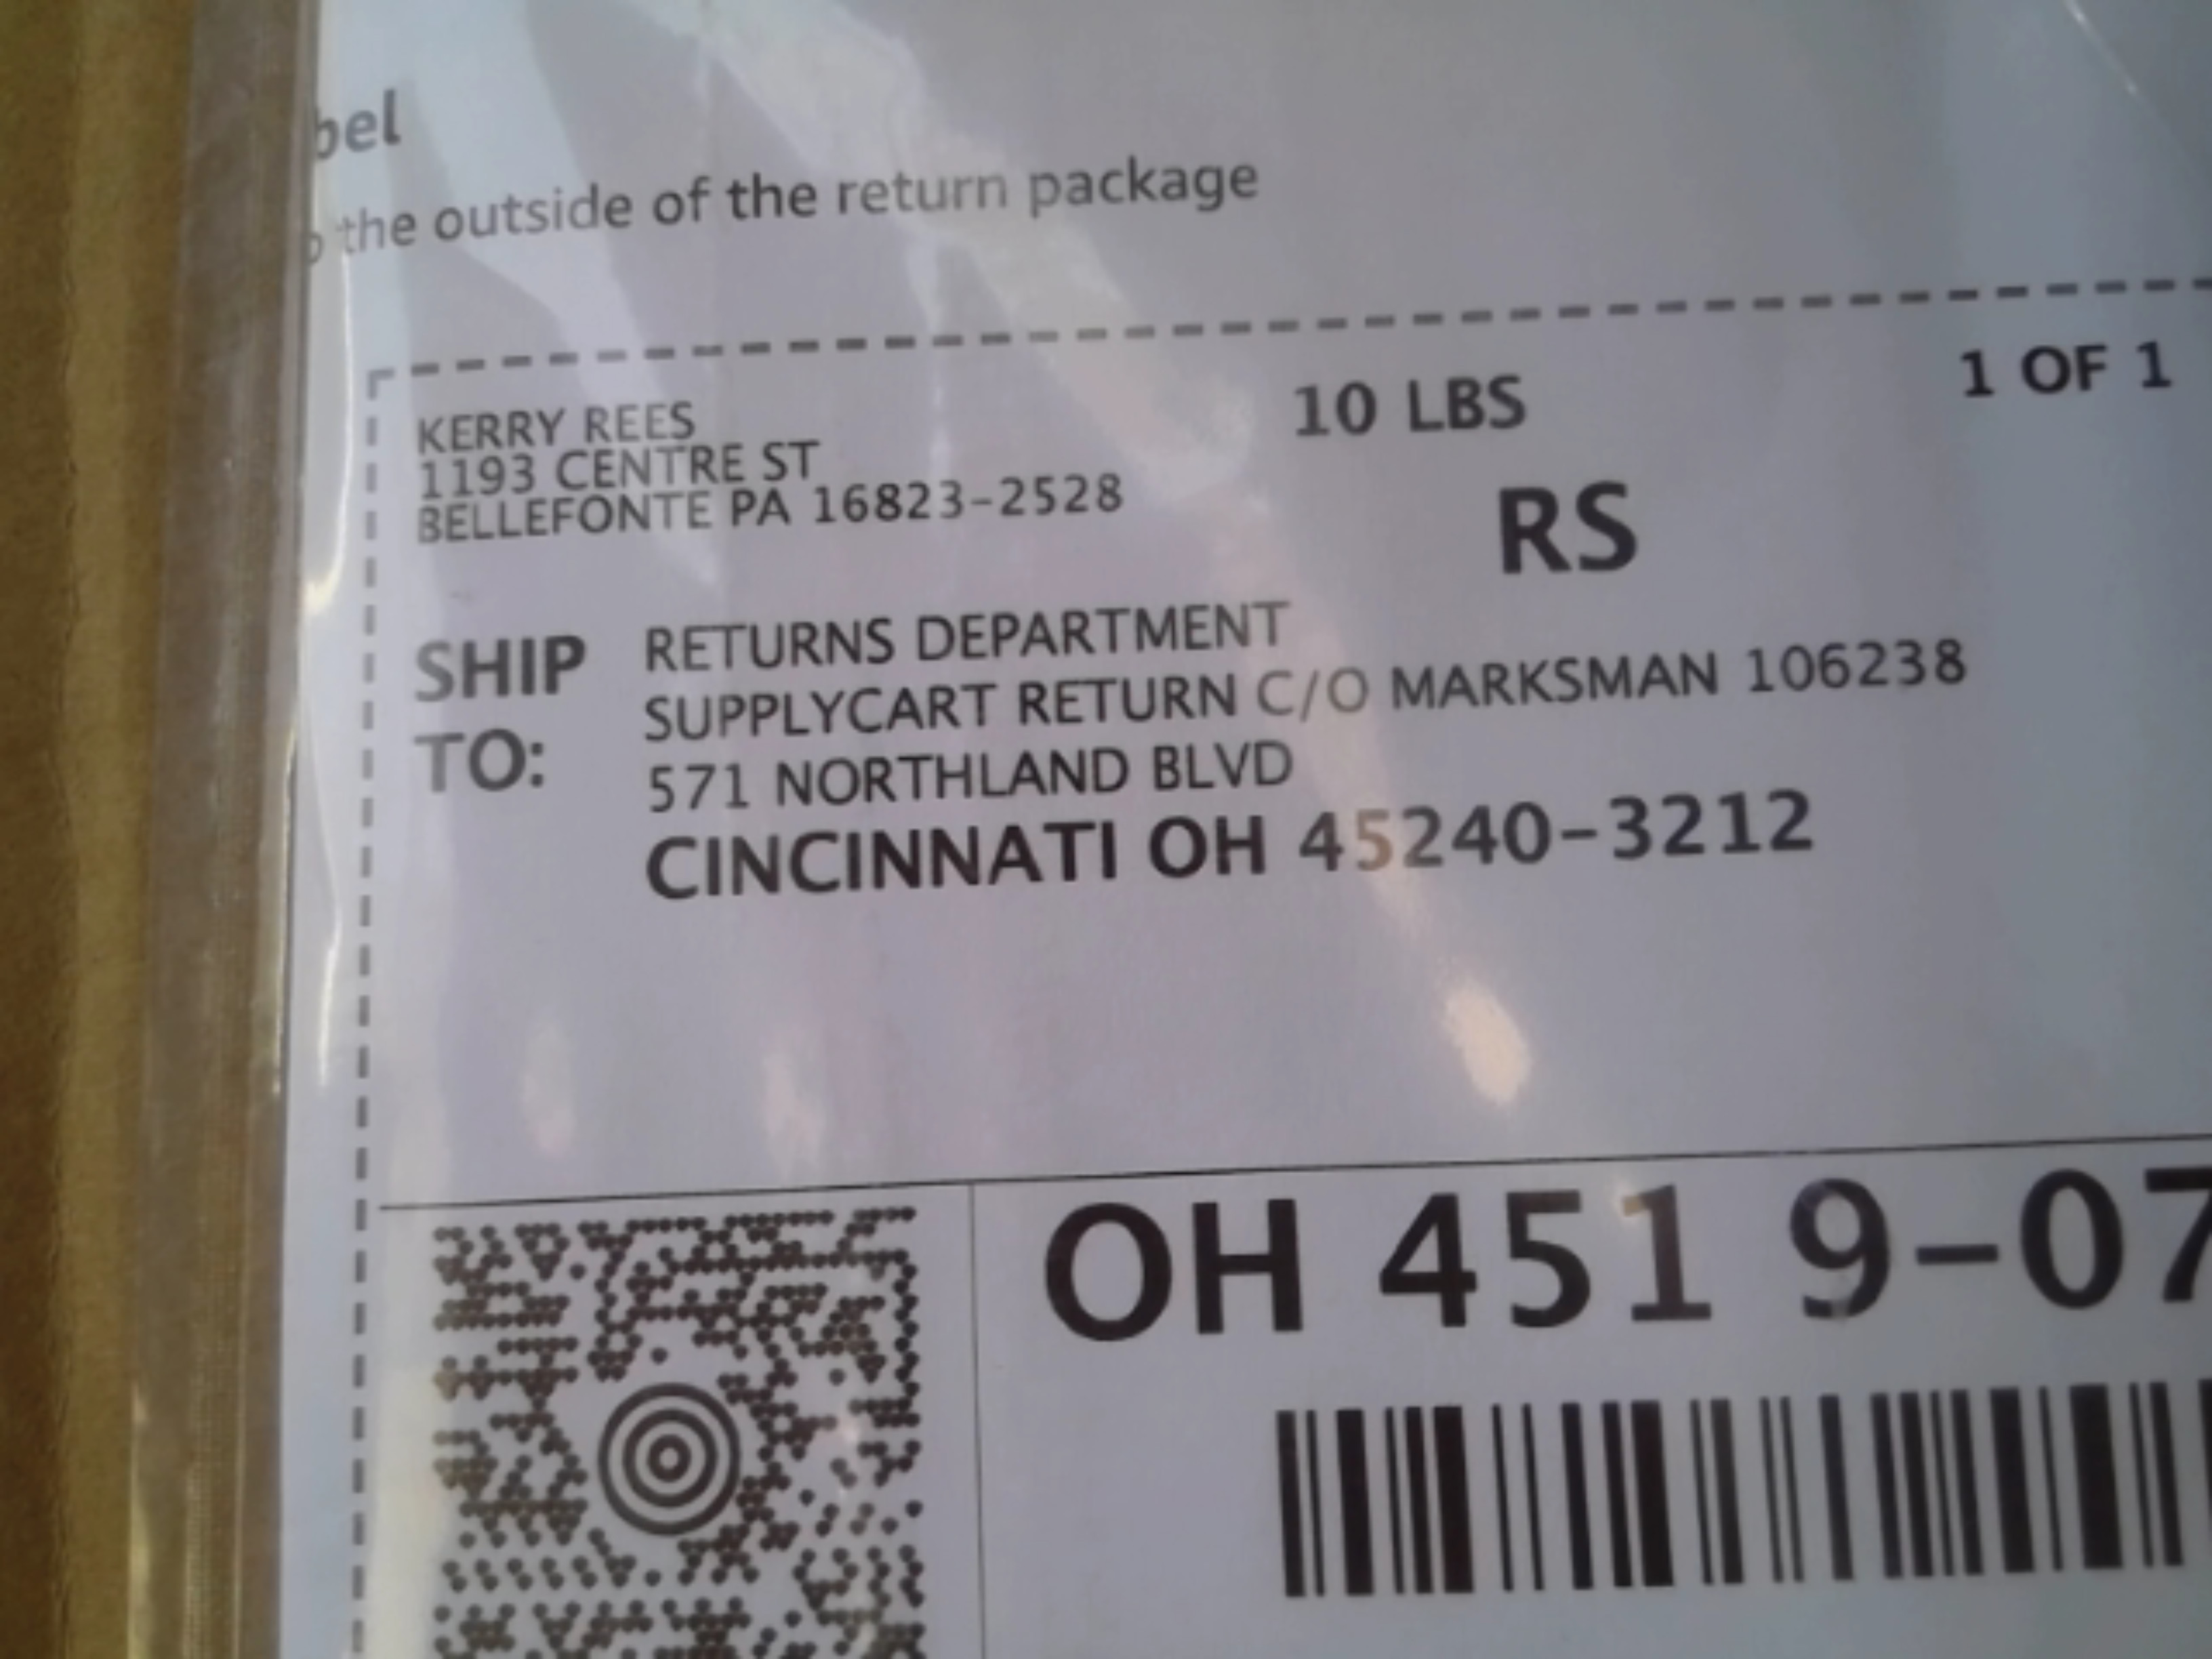 bel
the outside of the return package
KERRY REES
1193 CENTRE ST
BELLEFONTE PA 16823-2528
10 LBS
1 OF 1
RS
SHIP TO:
RETURNS DEPARTMENT
SUPPLYCART RETURN C/O MARKSMAN 106238
571 NORTHLAND BLVD
CINCINNATI OH 45240-3212
OH 451 9-07